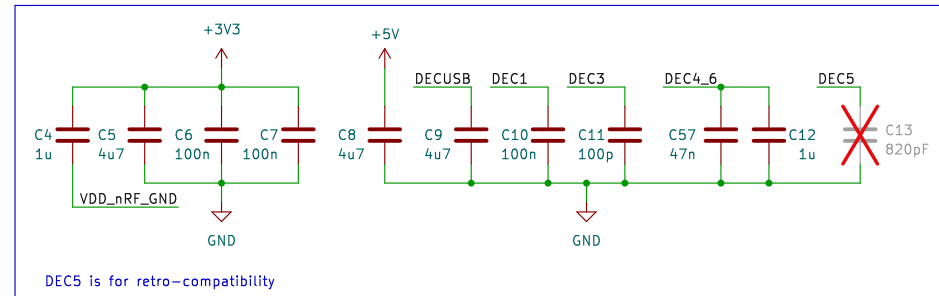 +3V3
+5V
DECUSB
DEC1
DEC3
DEC4_6
DEC5
C4
1u
C5
4u7
C6
100n
C7
100n
C8
4u7
C9
4u7
C10
100n
C11
100p
C57
47n
C12
1u
C13
820pF
VDD_nRF_GND
GND
GND
DEC5 is for retro-compatibility